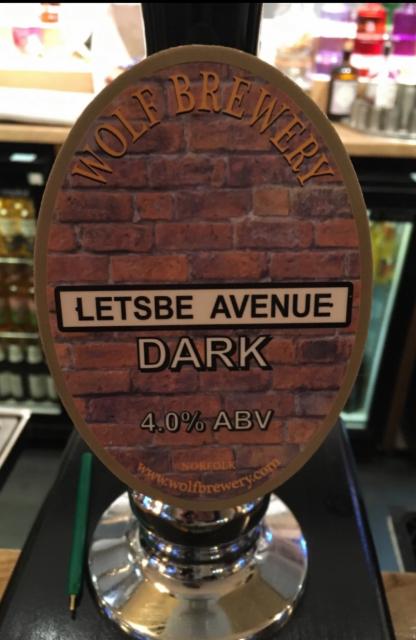 WOLF BREWERY
LETSBE AVENUE
DARK
4.0% ABV
NORFOLK
www.wolfbrewery.com